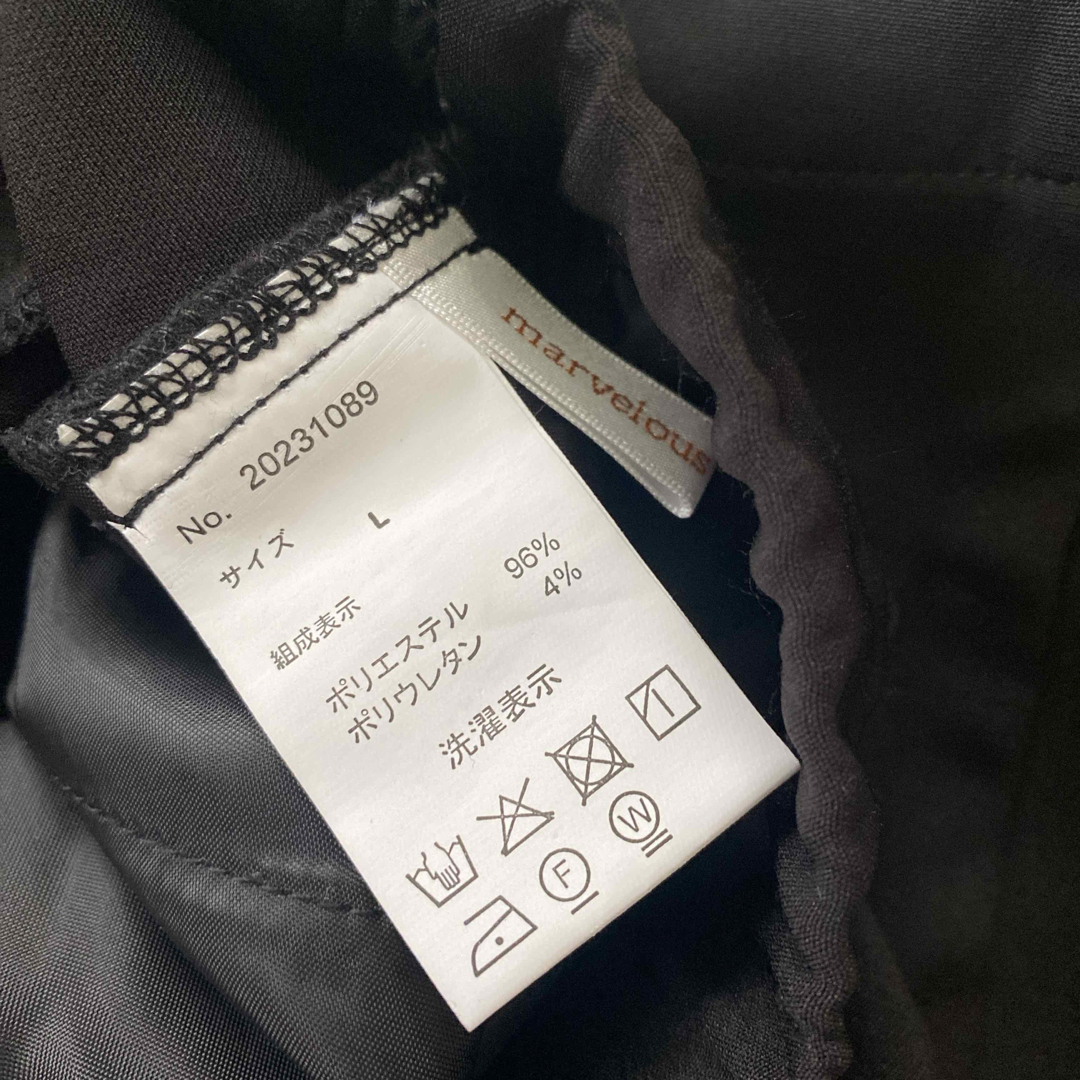 marvelous
No. 20231089
サイズ L
組成表示
ポリエステル 96%
ポリウレタン 4%
洗濯表示
F W